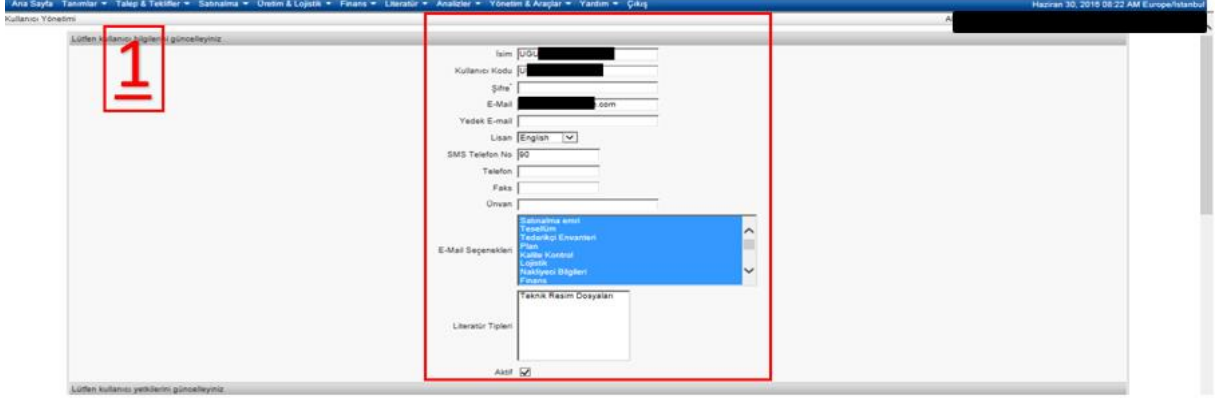 Ana Sayfa Tanımlar Talep & Teklifler Satınalma Üretim & Lojistik Finans Literatür Analizler Yönetim & Araçlar Yardım Çıkış Haziran 30, 2016 08:22 AM Europe/Istanbul
Kullanıcı Yönetimi
Lütfen kullanıcı bilgilerini güncelleyiniz
1
İsim UGU
Kullanıcı Kodu U
Şifre*
E-Mail .com
Yedek E-mail
Lisan English
SMS Telefon No 90
Telefon
Faks
Ünvan
E-Mail Seçenekleri
Satınalma emri
Tesellüm
Tedarikçi Envanteri
Plan
Kalite Kontrol
Lojistik
Nakliyeci Bilgileri
Finans
Literatür Tipleri
Teknik Resim Dosyaları
Aktif
Lütfen kullanıcı yetkilerini güncelleyiniz